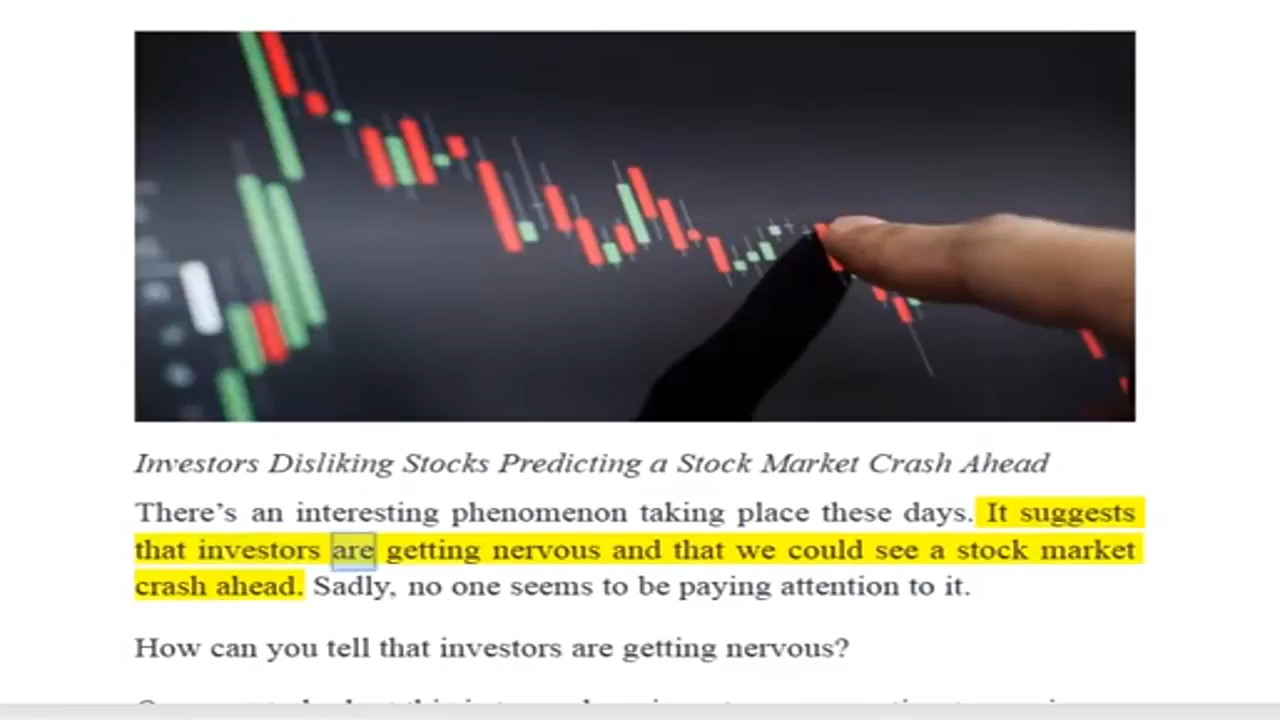 Investors Disliking Stocks Predicting a Stock Market Crash Ahead
There's an interesting phenomenon taking place these days. It suggests
that investors are getting nervous and that we could see a stock market
crash ahead. Sadly, no one seems to be paying attention to it.
How can you tell that investors are getting nervous?